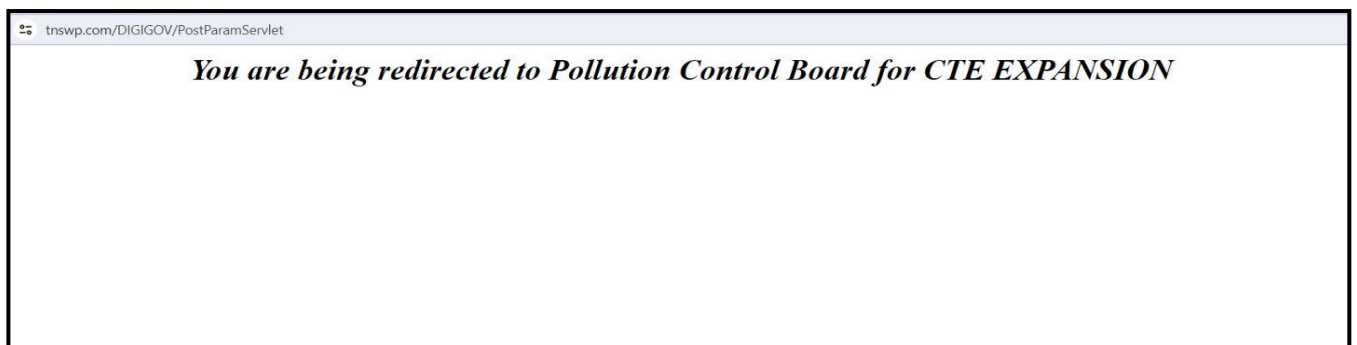 tnswp.com/DIGIGOV/PostParamServlet
You are being redirected to Pollution Control Board for CTE EXPANSION